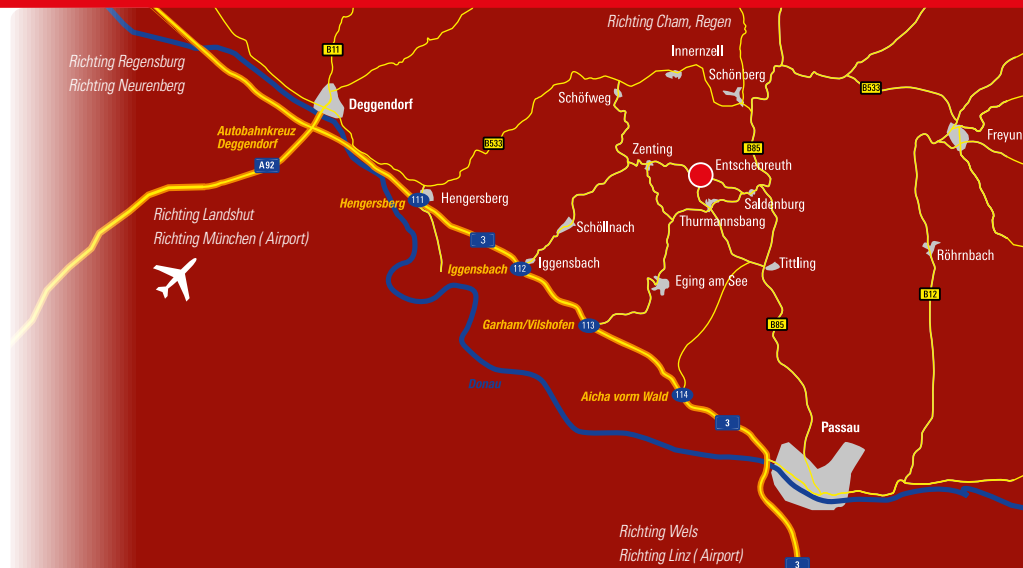 Richting Cham, Regen
B11
Innernzell
Richting Regensburg
Richting Neurenberg
Schönberg
B533
Schöfweg
Deggendorf
Autobahnkreuz
Deggendorf
B533
Freyun
B85
Zenting
Entschenreuth
A92
Hengersberg
111
Hengersberg
Saldenburg
Richting Landshut
Richting München ( Airport)
Thurmannsbang
Schöllnach
3
Röhrnbach
Iggensbach
112
Iggensbach
Tittling
Eging am See
B12
Garham/Vilshofen
113
B85
Donau
Aicha vorm Wald
114
3
Passau
Richting Wels
Richting Linz ( Airport)
3